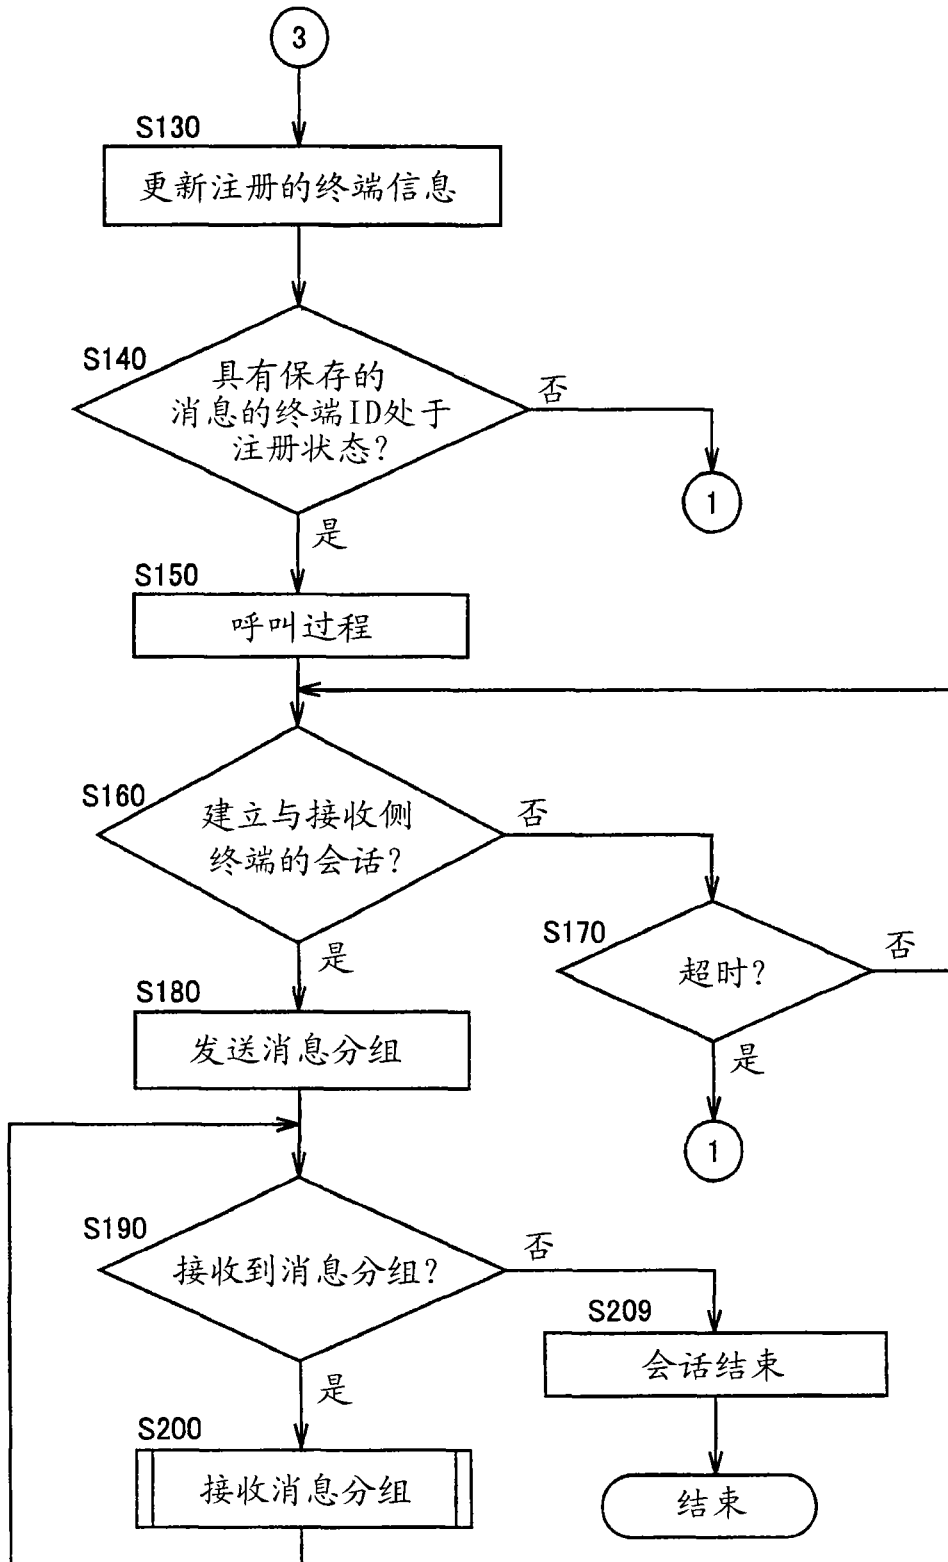 3
S130
更新注册的终端信息
S140
具有保存的
消息的终端ID处于
注册状态?
否
1
是
S150
呼叫过程
S160
建立与接收侧
终端的会话?
否
S170
超时?
否
是
S180
发送消息分组
是
1
S190
接收到消息分组?
否
S209
会话结束
是
S200
接收消息分组
结束